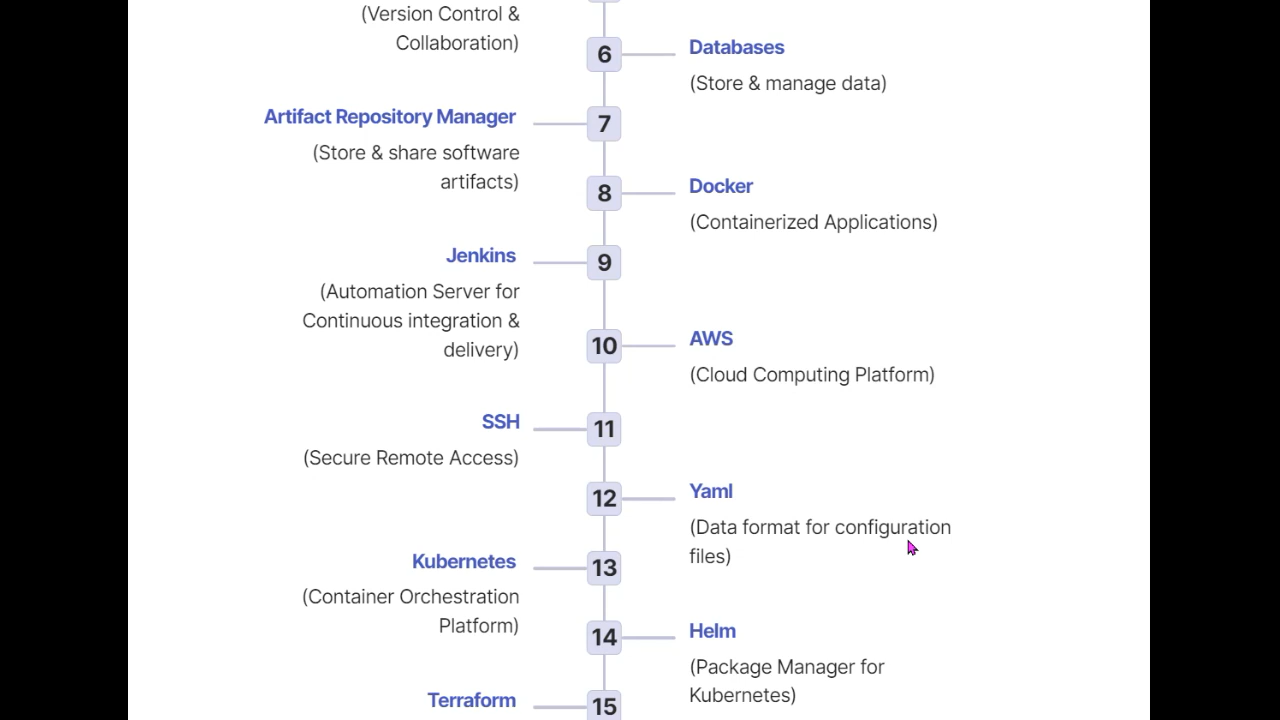 (Version Control &
Collaboration)
6
Databases
(Store & manage data)
Artifact Repository Manager
7
(Store & share software
artifacts)
8
Docker
(Containerized Applications)
Jenkins
9
(Automation Server for
Continuous integration &
delivery)
10
AWS
(Cloud Computing Platform)
SSH
11
(Secure Remote Access)
12
Yaml
(Data format for configuration
files)
Kubernetes
13
(Container Orchestration
Platform)
14
Helm
(Package Manager for
Kubernetes)
Terraform
15